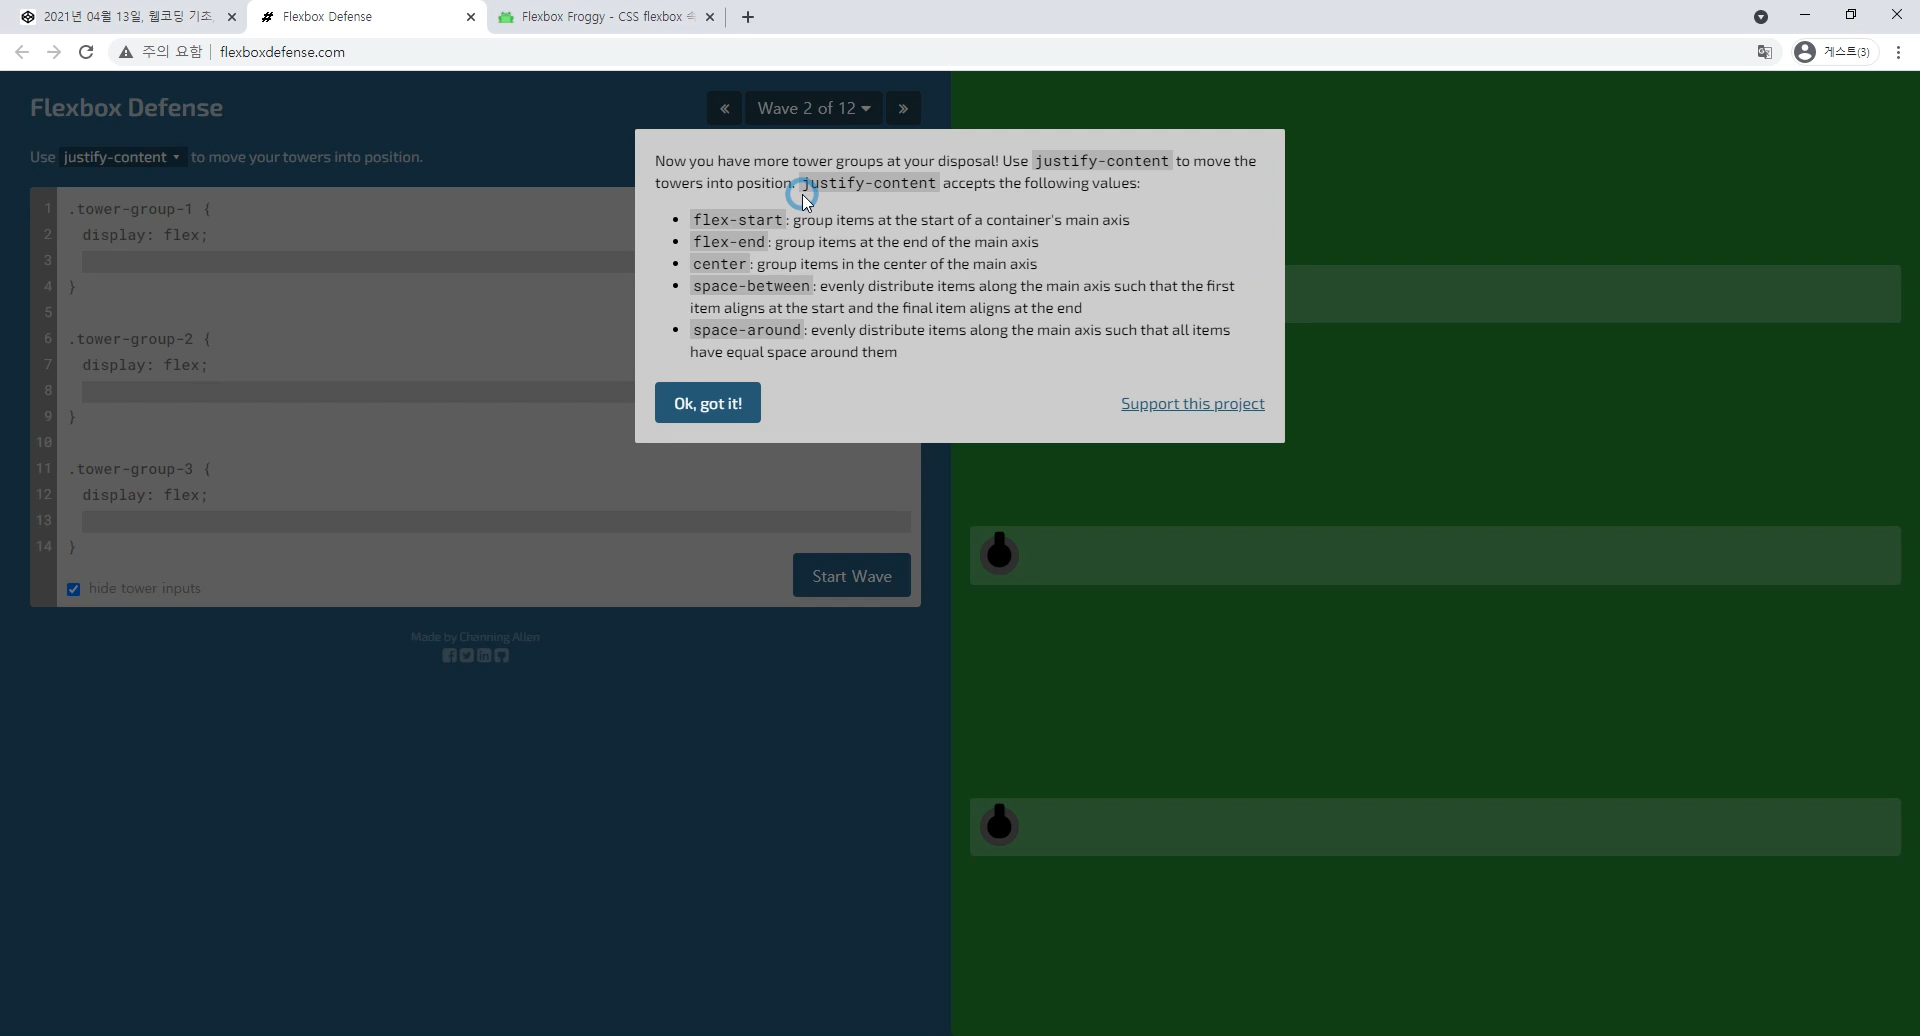 2021년 04월 13일, 웹코딩 기초,
Flexbox Defense
Flexbox Froggy - CSS flexbox
주의 요함
flexboxdefense.com
게스트(3)
Flexbox Defense
« Wave 2 of 12 »
Use justify-content to move your towers into position.
Now you have more tower groups at your disposal! Use justify-content to move the
towers into position. justify-content accepts the following values:
• flex-start: group items at the start of a container's main axis
• flex-end: group items at the end of the main axis
• center: group items in the center of the main axis
• space-between: evenly distribute items along the main axis such that the first
item aligns at the start and the final item aligns at the end
• space-around: evenly distribute items along the main axis such that all items
have equal space around them
Ok, got it!
Support this project
1 .tower-group-1 {
2 display: flex;
3
4 }
5
6 .tower-group-2 {
7 display: flex;
8
9 }
10
11 .tower-group-3 {
12 display: flex;
13
14 }
hide tower inputs
Start Wave
Made by Channing Allen